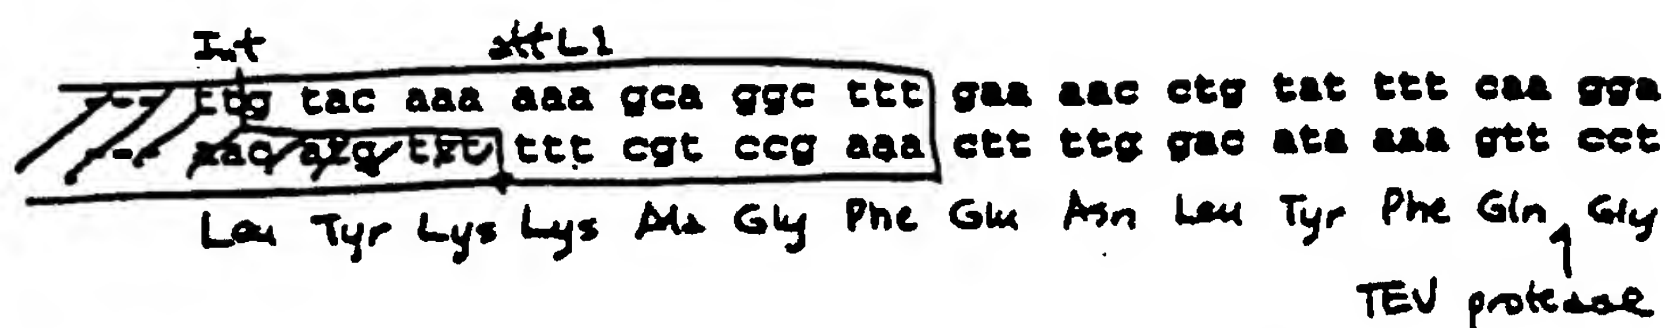 Int attL1
--- ttg tac aaa aaa gca ggc ttt gaa aac ctg tat ttt caa gga
--- aac atg ttt ttt cgt ccg aaa ctt ttg gac ata aaa gtt cct
Leu Tyr Lys Lys Ala Gly Phe Glu Asn Leu Tyr Phe Gln Gly
TEV protease